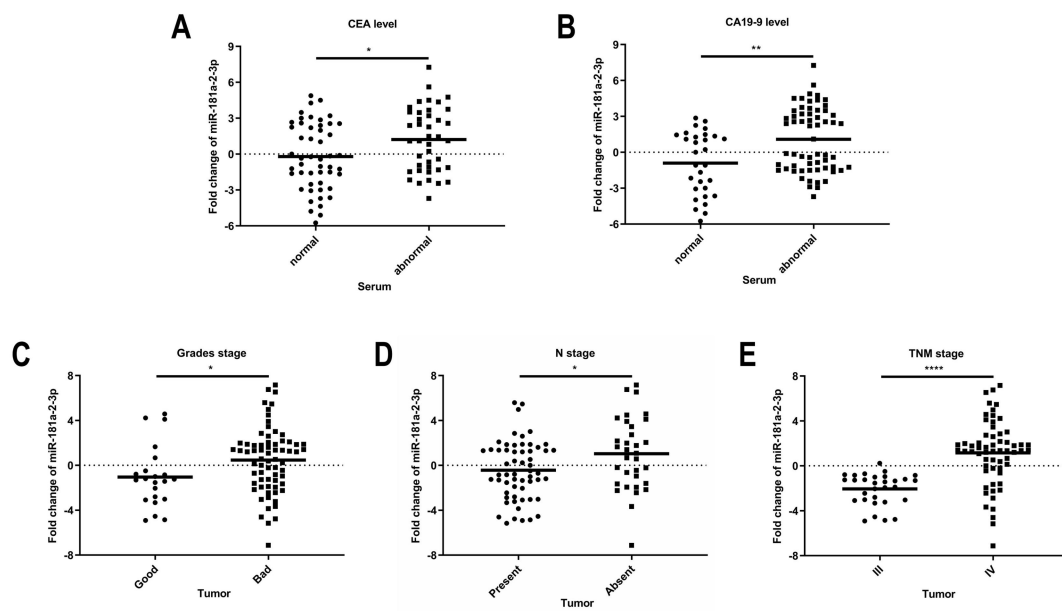 A
CEA level
*
Fold change of miR-181a-2-3p
9
6
3
0
-3
-6
normal
abnormal
Serum
B
CA19-9 level
**
Fold change of miR-181a-2-3p
9
6
3
0
-3
-6
normal
abnormal
Serum
C
Grades stage
*
Fold change of miR-181a-2-3p
8
4
0
-4
-8
Good
Bad
Tumor
D
N stage
*
Fold change of miR-181a-2-3p
8
4
0
-4
-8
Present
Absent
Tumor
E
TNM stage
****
Fold change of miR-181a-2-3p
8
4
0
-4
-8
III
IV
Tumor